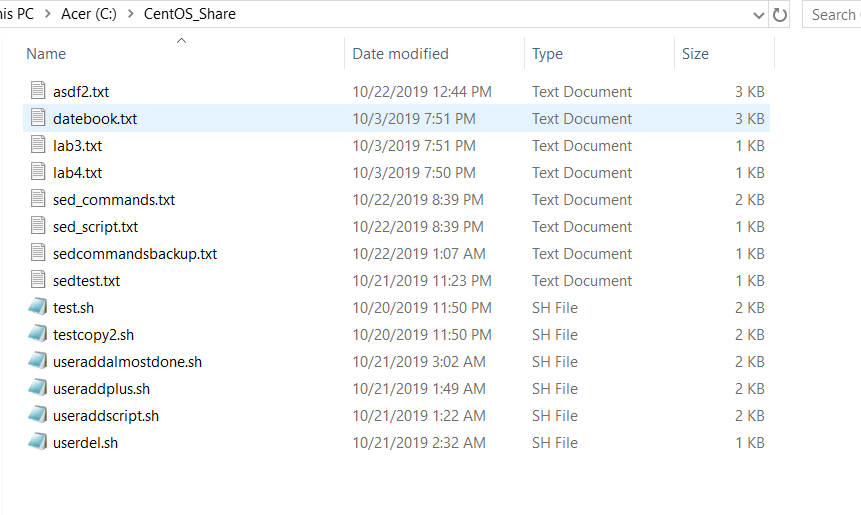 his PC > Acer (C:) > CentOS_Share Search
Name Date modified Type Size
asdf2.txt 10/22/2019 12:44 PM Text Document 3 KB
datebook.txt 10/3/2019 7:51 PM Text Document 3 KB
lab3.txt 10/3/2019 7:51 PM Text Document 1 KB
lab4.txt 10/3/2019 7:50 PM Text Document 1 KB
sed_commands.txt 10/22/2019 8:39 PM Text Document 2 KB
sed_script.txt 10/22/2019 8:39 PM Text Document 1 KB
sedcommandsbackup.txt 10/22/2019 1:07 AM Text Document 1 KB
sedtest.txt 10/21/2019 11:23 PM Text Document 1 KB
test.sh 10/20/2019 11:50 PM SH File 2 KB
testcopy2.sh 10/20/2019 11:50 PM SH File 2 KB
useraddalmostdone.sh 10/21/2019 3:02 AM SH File 2 KB
useraddplus.sh 10/21/2019 1:49 AM SH File 2 KB
useraddscript.sh 10/21/2019 1:22 AM SH File 2 KB
userdel.sh 10/21/2019 2:32 AM SH File 1 KB